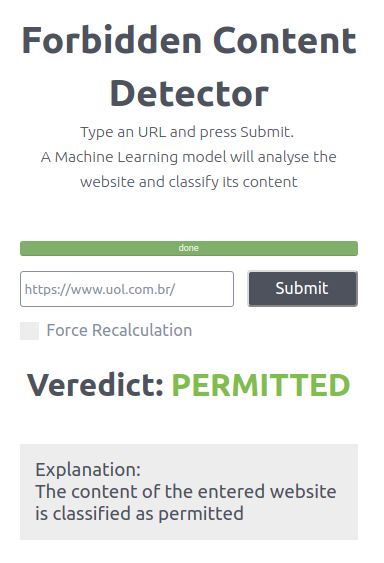 Forbidden Content
Detector
Type an URL and press Submit.
A Machine Learning model will analyse the
website and classify its content
done
https://www.uol.com.br/
Submit
Force Recalculation
Veredict: PERMITTED
Explanation:
The content of the entered website
is classified as permitted